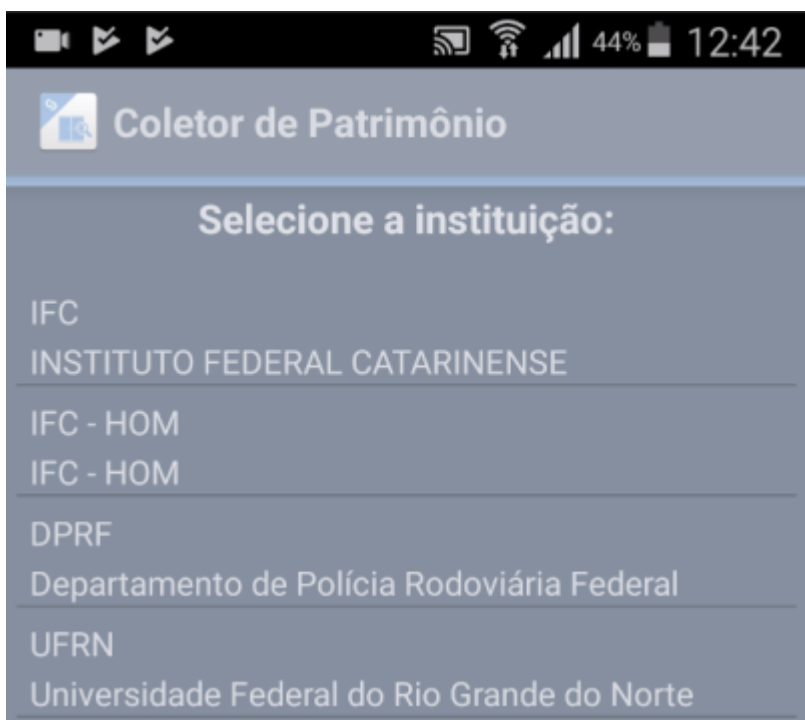 44% 12:42
Coletor de Patrimônio
Selecione a instituição:
IFC
INSTITUTO FEDERAL CATARINENSE
IFC - HOM
IFC - HOM
DPRF
Departamento de Polícia Rodoviária Federal
UFRN
Universidade Federal do Rio Grande do Norte